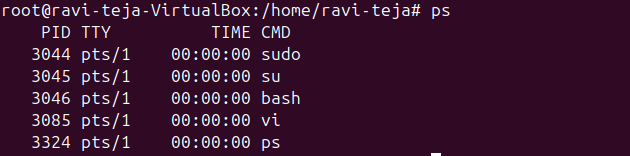 root@ravi-teja-VirtualBox:/home/ravi-teja# ps
    PID TTY          TIME CMD
   3044 pts/1    00:00:00 sudo
   3045 pts/1    00:00:00 su
   3046 pts/1    00:00:00 bash
   3085 pts/1    00:00:00 vi
   3324 pts/1    00:00:00 ps